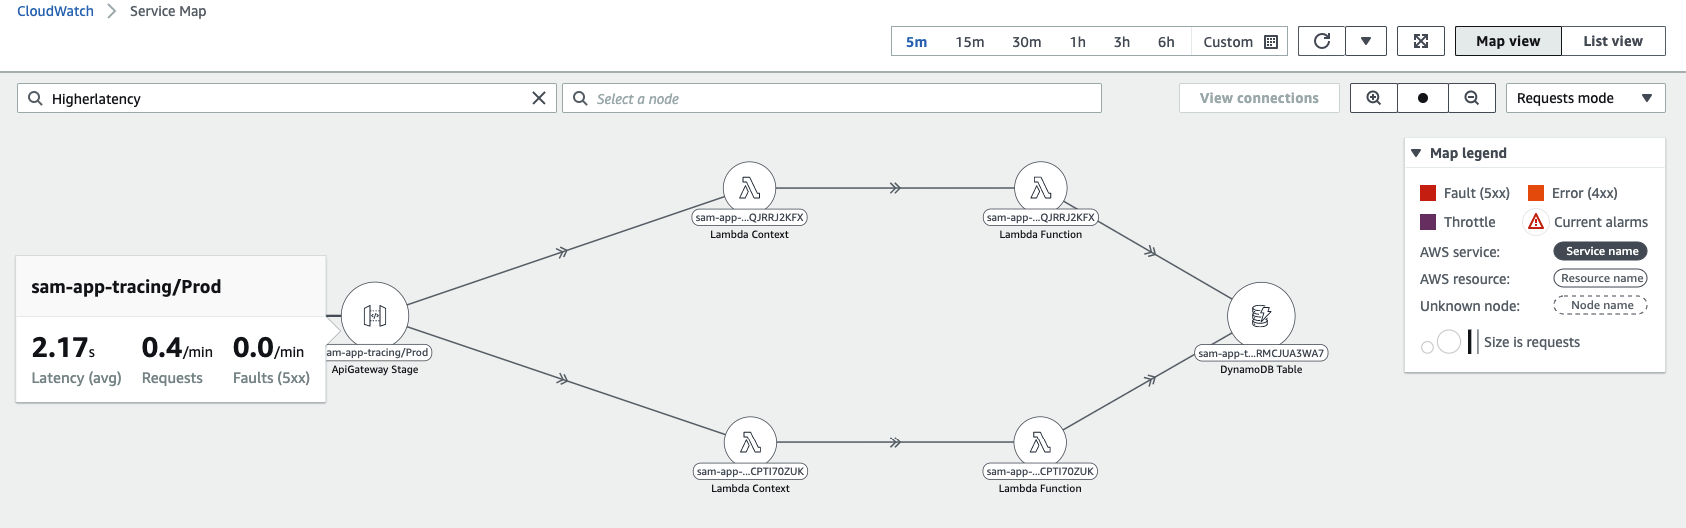 CloudWatch > Service Map
5m 15m 30m 1h 3h 6h Custom
Map view List view
Higherlatency
Select a node
View connections
Requests mode
Map legend
Fault (5xx) Error (4xx)
Throttle Current alarms
AWS service: Service name
AWS resource: Resource name
Unknown node: Node name
Size is requests
sam-app-...QJRRJ2KFX
Lambda Context
sam-app-...QJRRJ2KFX
Lambda Function
sam-app-tracing/Prod
2.17s 0.4/min 0.0/min
Latency (avg) Requests Faults (5xx)
am-app-tracing/Prod
ApiGateway Stage
sam-app-t...RMCJUA3WA7
DynamoDB Table
sam-app-...CPTI70ZUK
Lambda Context
sam-app-...CPTI70ZUK
Lambda Function